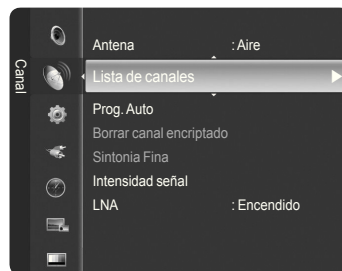 Canal
Antena : Aire
Lista de canales
Prog. Auto
Borrar canal encriptado
Sintonia Fina
Intensidad señal
LNA : Encendido